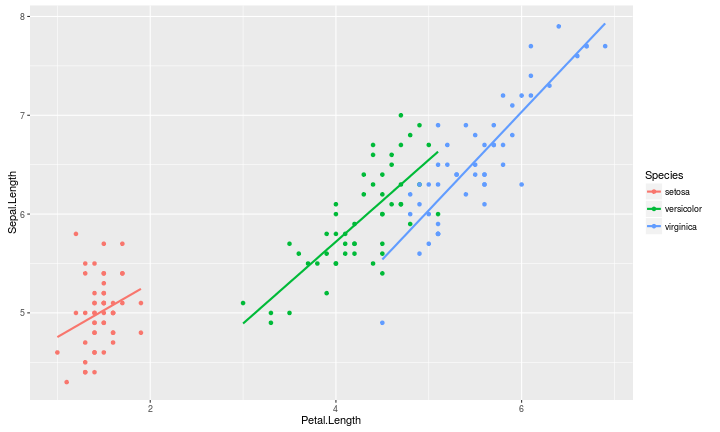 8
7
6
5
Sepal.Length
2
4
6
Petal.Length
Species
setosa
versicolor
virginica